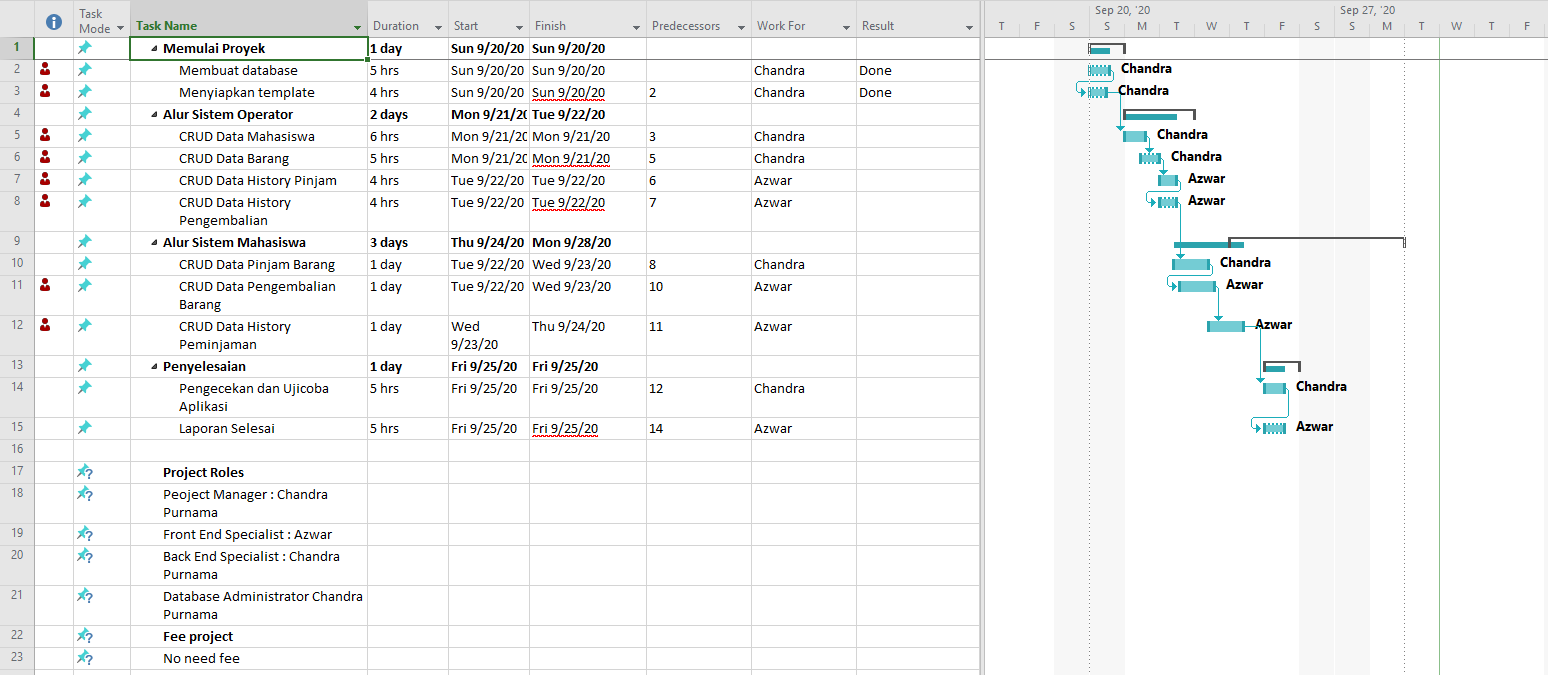 Task Mode Task Name Duration Start Finish Predecessors Work For Result
Sep 20, '20 Sep 27, '20
T F S S M T W T F S S M T W T F
1 Memulai Proyek 1 day Sun 9/20/20 Sun 9/20/20
2 Membuat database 5 hrs Sun 9/20/20 Sun 9/20/20 Chandra Done Chandra
3 Menyiapkan template 4 hrs Sun 9/20/20 Sun 9/20/20 2 Chandra Done Chandra
4 Alur Sistem Operator 2 days Mon 9/21/20 Tue 9/22/20
5 CRUD Data Mahasiswa 6 hrs Mon 9/21/20 Mon 9/21/20 3 Chandra Chandra
6 CRUD Data Barang 5 hrs Mon 9/21/20 Mon 9/21/20 5 Chandra Chandra
7 CRUD Data History Pinjam 4 hrs Tue 9/22/20 Tue 9/22/20 6 Azwar Azwar
8 CRUD Data History 4 hrs Tue 9/22/20 Tue 9/22/20 7 Azwar Azwar
Pengembalian
9 Alur Sistem Mahasiswa 3 days Thu 9/24/20 Mon 9/28/20
10 CRUD Data Pinjam Barang 1 day Tue 9/22/20 Wed 9/23/20 8 Chandra Chandra
11 CRUD Data Pengembalian 1 day Tue 9/22/20 Wed 9/23/20 10 Azwar Azwar
Barang
12 CRUD Data History 1 day Wed Thu 9/24/20 11 Azwar Azwar
Peminjaman 9/23/20
13 Penyelesaian 1 day Fri 9/25/20 Fri 9/25/20
14 Pengecekan dan Ujicoba 5 hrs Fri 9/25/20 Fri 9/25/20 12 Chandra Chandra
Aplikasi
15 Laporan Selesai 5 hrs Fri 9/25/20 Fri 9/25/20 14 Azwar Azwar
16
17 Project Roles
18 Peoject Manager : Chandra
Purnama
19 Front End Specialist : Azwar
20 Back End Specialist : Chandra
Purnama
21 Database Administrator Chandra
Purnama
22 Fee project
23 No need fee